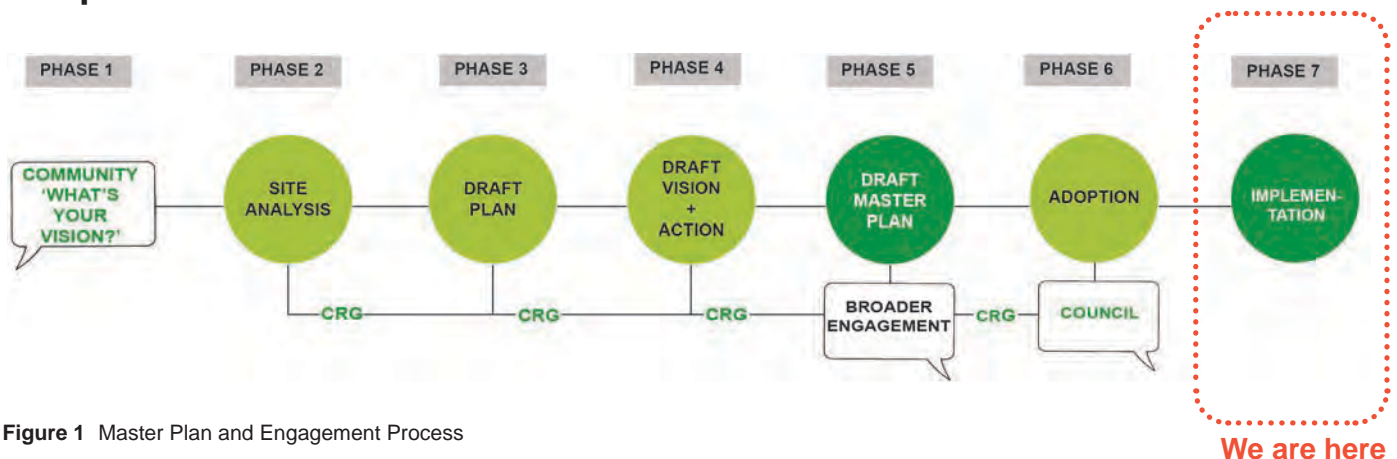 PHASE 1
PHASE 2
PHASE 3
PHASE 4
PHASE 5
PHASE 6
PHASE 7
COMMUNITY
'WHAT'S
YOUR
VISION?'
SITE
ANALYSIS
DRAFT
PLAN
DRAFT
VISION
+
ACTION
DRAFT
MASTER
PLAN
ADOPTION
IMPLEMEN-
TATION
CRG
CRG
CRG
BROADER
ENGAGEMENT
CRG
COUNCIL
Figure 1 Master Plan and Engagement Process
We are here